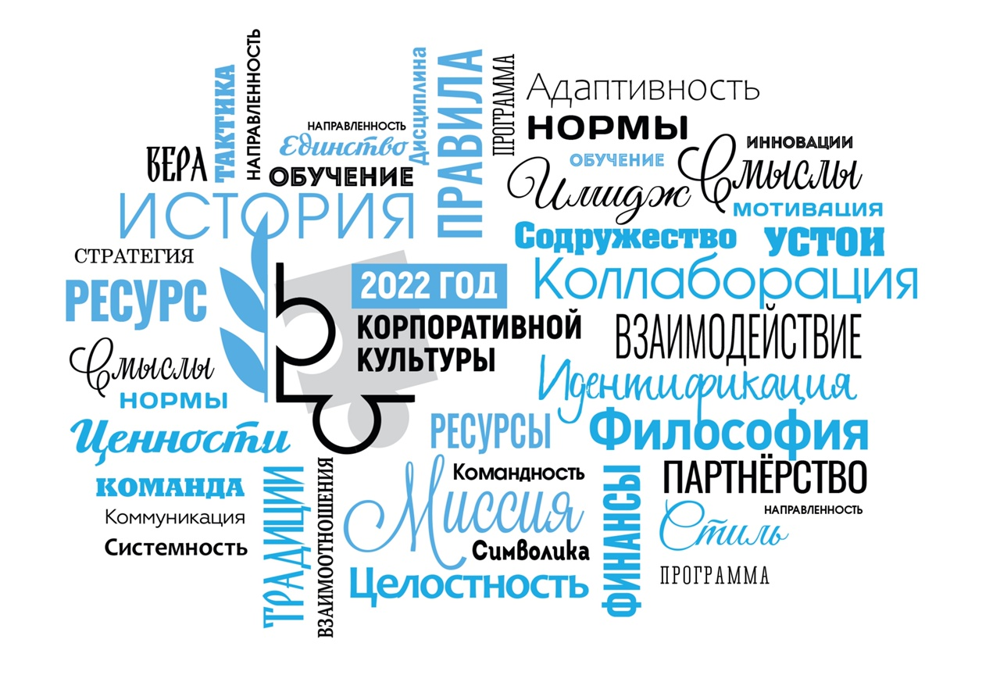 ВЕРА
ТАКТИКА
НАПРАВЛЕННОСТЬ
НАПРАВЛЕННОСТЬ
Единство
ОБУЧЕНИЕ
Дисциплина
ПРАВИЛА
ПРОГРАММА
Адаптивность
НОРМЫ
ОБУЧЕНИЕ
ИННОВАЦИИ
Имидж
Смыслы
МОТИВАЦИЯ
ИСТОРИЯ
Содружество
УСТОИ
СТРАТЕГИЯ
РЕСУРС
2022 ГОД
КОРПОРАТИВНОЙ
КУЛЬТУРЫ
Коллаборация
ВЗАИМОДЕЙСТВИЕ
Смыслы
НОРМЫ
Идентификация
Ценности
РЕСУРСЫ
Философия
КОМАНДА
Коммуникация
Системность
ТРАДИЦИИ
ВЗАИМООТНОШЕНИЯ
Командность
Миссия
Символика
Целостность
ФИНАНСЫ
ПАРТНЁРСТВО
НАПРАВЛЕННОСТЬ
Стиль
ПРОГРАММА